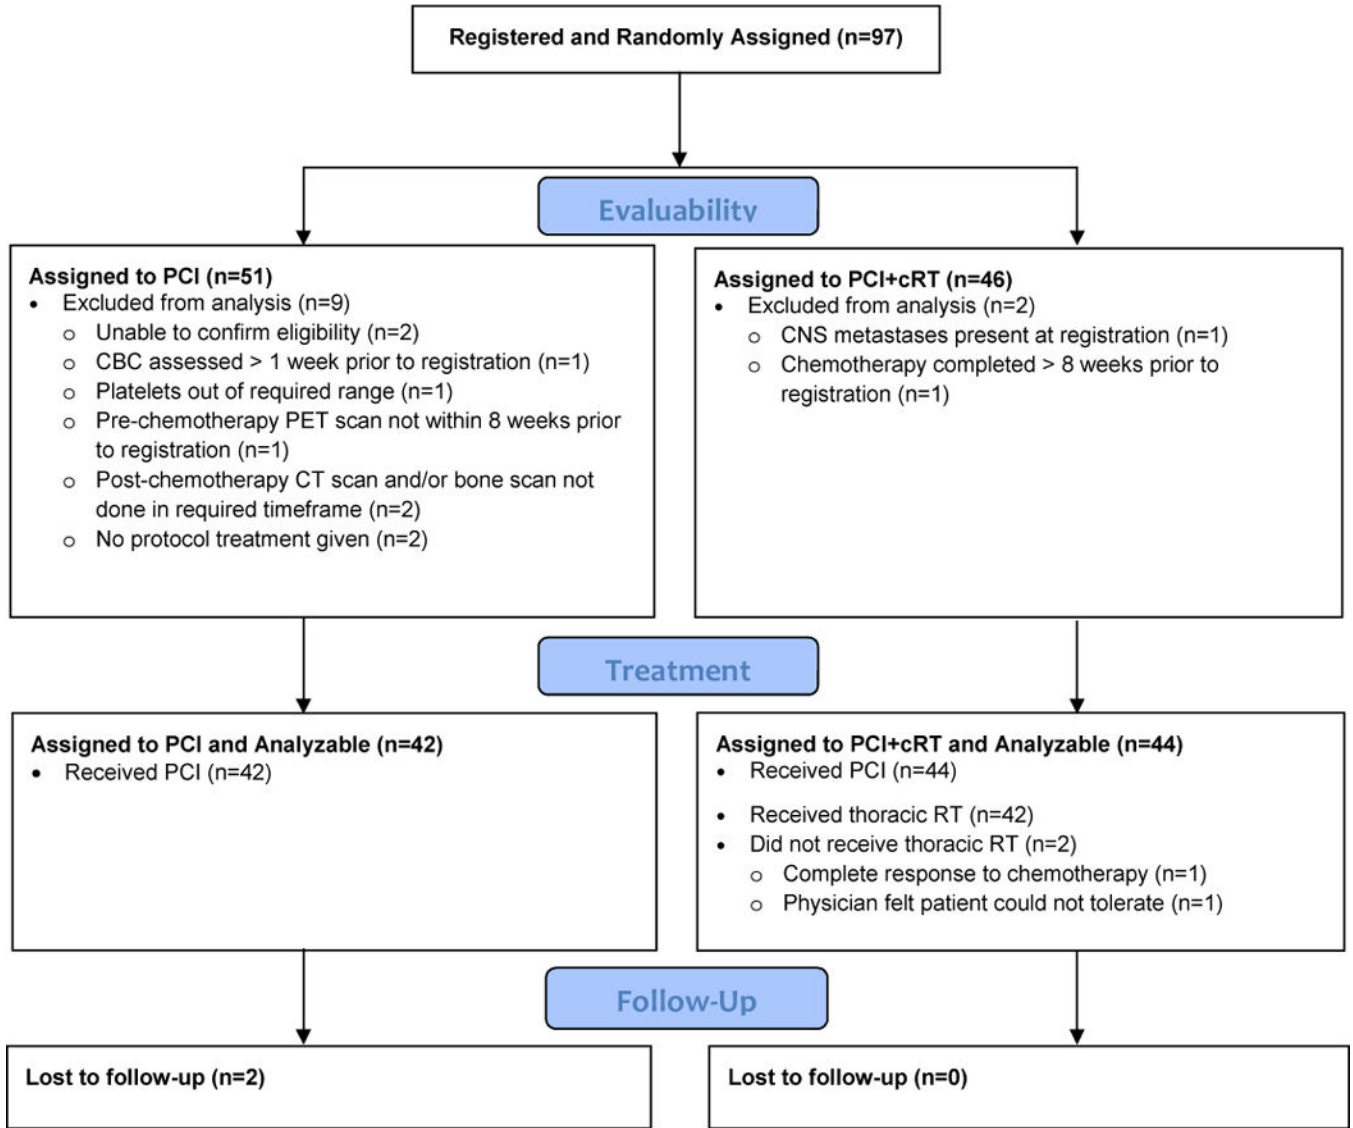 Registered and Randomly Assigned (n=97)
Evaluability
Assigned to PCI (n=51)
• Excluded from analysis (n=9)
o Unable to confirm eligibility (n=2)
o CBC assessed > 1 week prior to registration (n=1)
o Platelets out of required range (n=1)
o Pre-chemotherapy PET scan not within 8 weeks prior
to registration (n=1)
o Post-chemotherapy CT scan and/or bone scan not
done in required timeframe (n=2)
o No protocol treatment given (n=2)
Assigned to PCI+cRT (n=46)
• Excluded from analysis (n=2)
o CNS metastases present at registration (n=1)
o Chemotherapy completed > 8 weeks prior to
registration (n=1)
Treatment
Assigned to PCI and Analyzable (n=42)
• Received PCI (n=42)
Assigned to PCI+cRT and Analyzable (n=44)
• Received PCI (n=44)
• Received thoracic RT (n=42)
• Did not receive thoracic RT (n=2)
o Complete response to chemotherapy (n=1)
o Physician felt patient could not tolerate (n=1)
Follow-Up
Lost to follow-up (n=2)
Lost to follow-up (n=0)